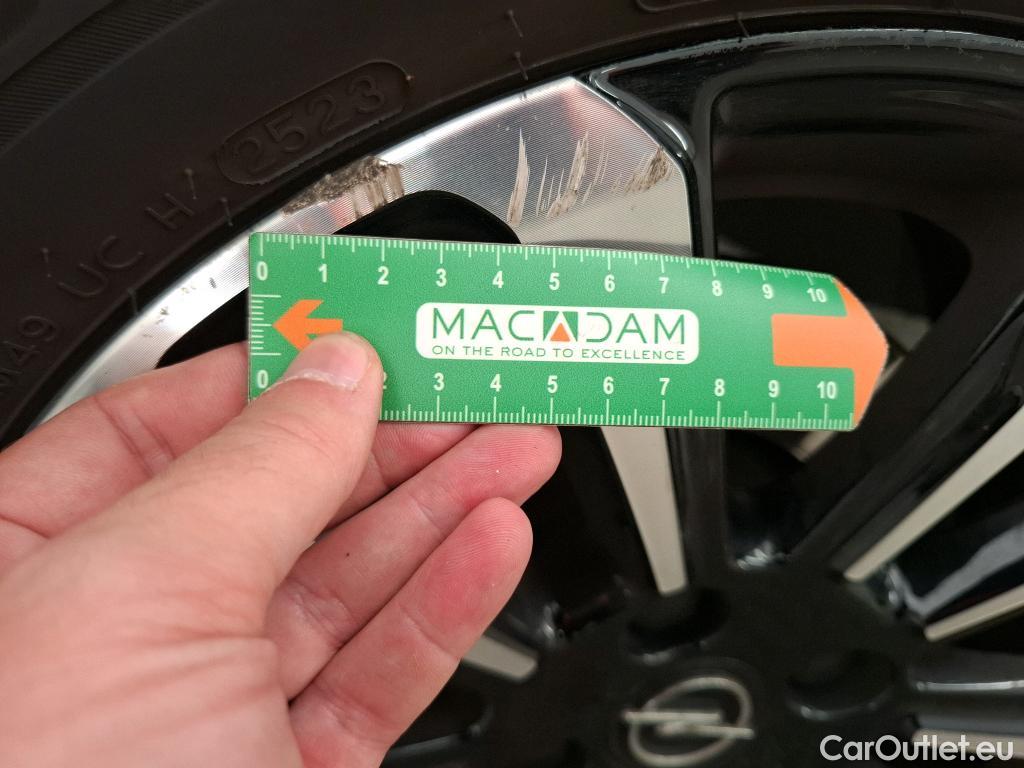 2523
UC H
M49
0 1 2 3 4 5 6 7 8 9 10
MACADAM
ON THE ROAD TO EXCELLENCE
0 2 3 4 5 6 7 8 9 10
CarOutlet.eu